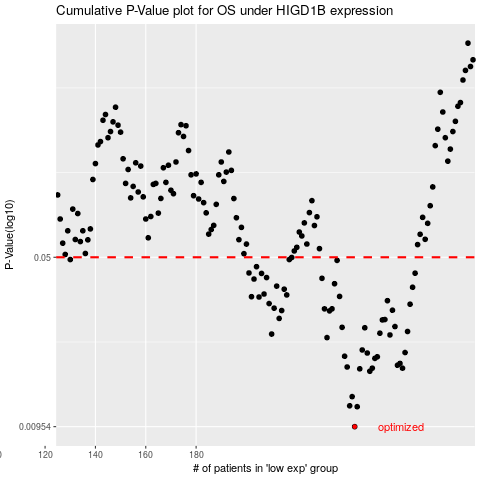 Cumulative P-Value plot for OS under HIGD1B expression
P-Value(log10)
0.05
0.00954
optimized
0 120 140 160 180
# of patients in 'low exp' group